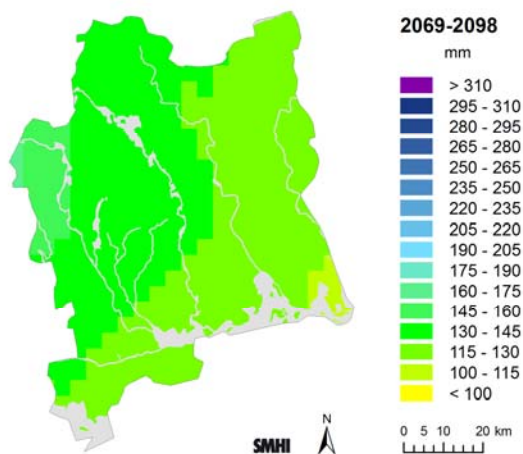 2069-2098
mm
> 310
295 - 310
280 - 295
265 - 280
250 - 265
235 - 250
220 - 235
205 - 220
190 - 205
175 - 190
160 - 175
145 - 160
130 - 145
115 - 130
100 - 115
< 100
SMHI
N
0 5 10 20 km